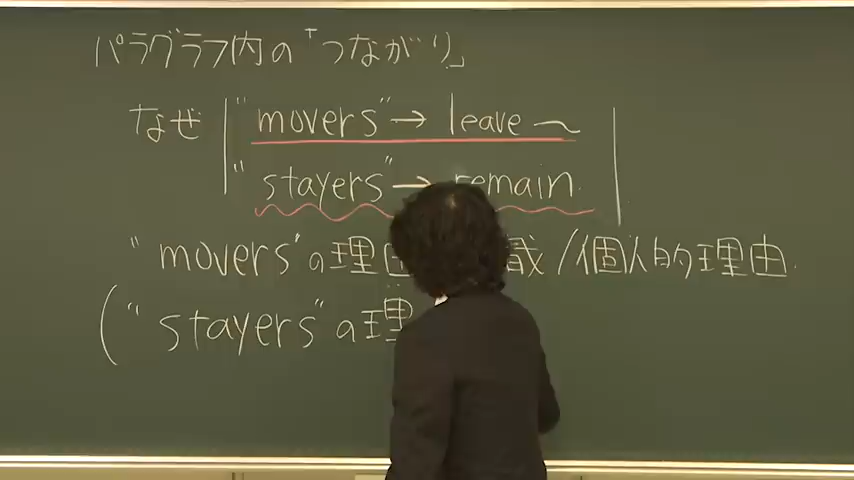 パラグラフ内の「つながり」
なぜ "movers" → leave ～
"stayers" → remain
"movers"の理由 /個人的理由.
("stayers"の理